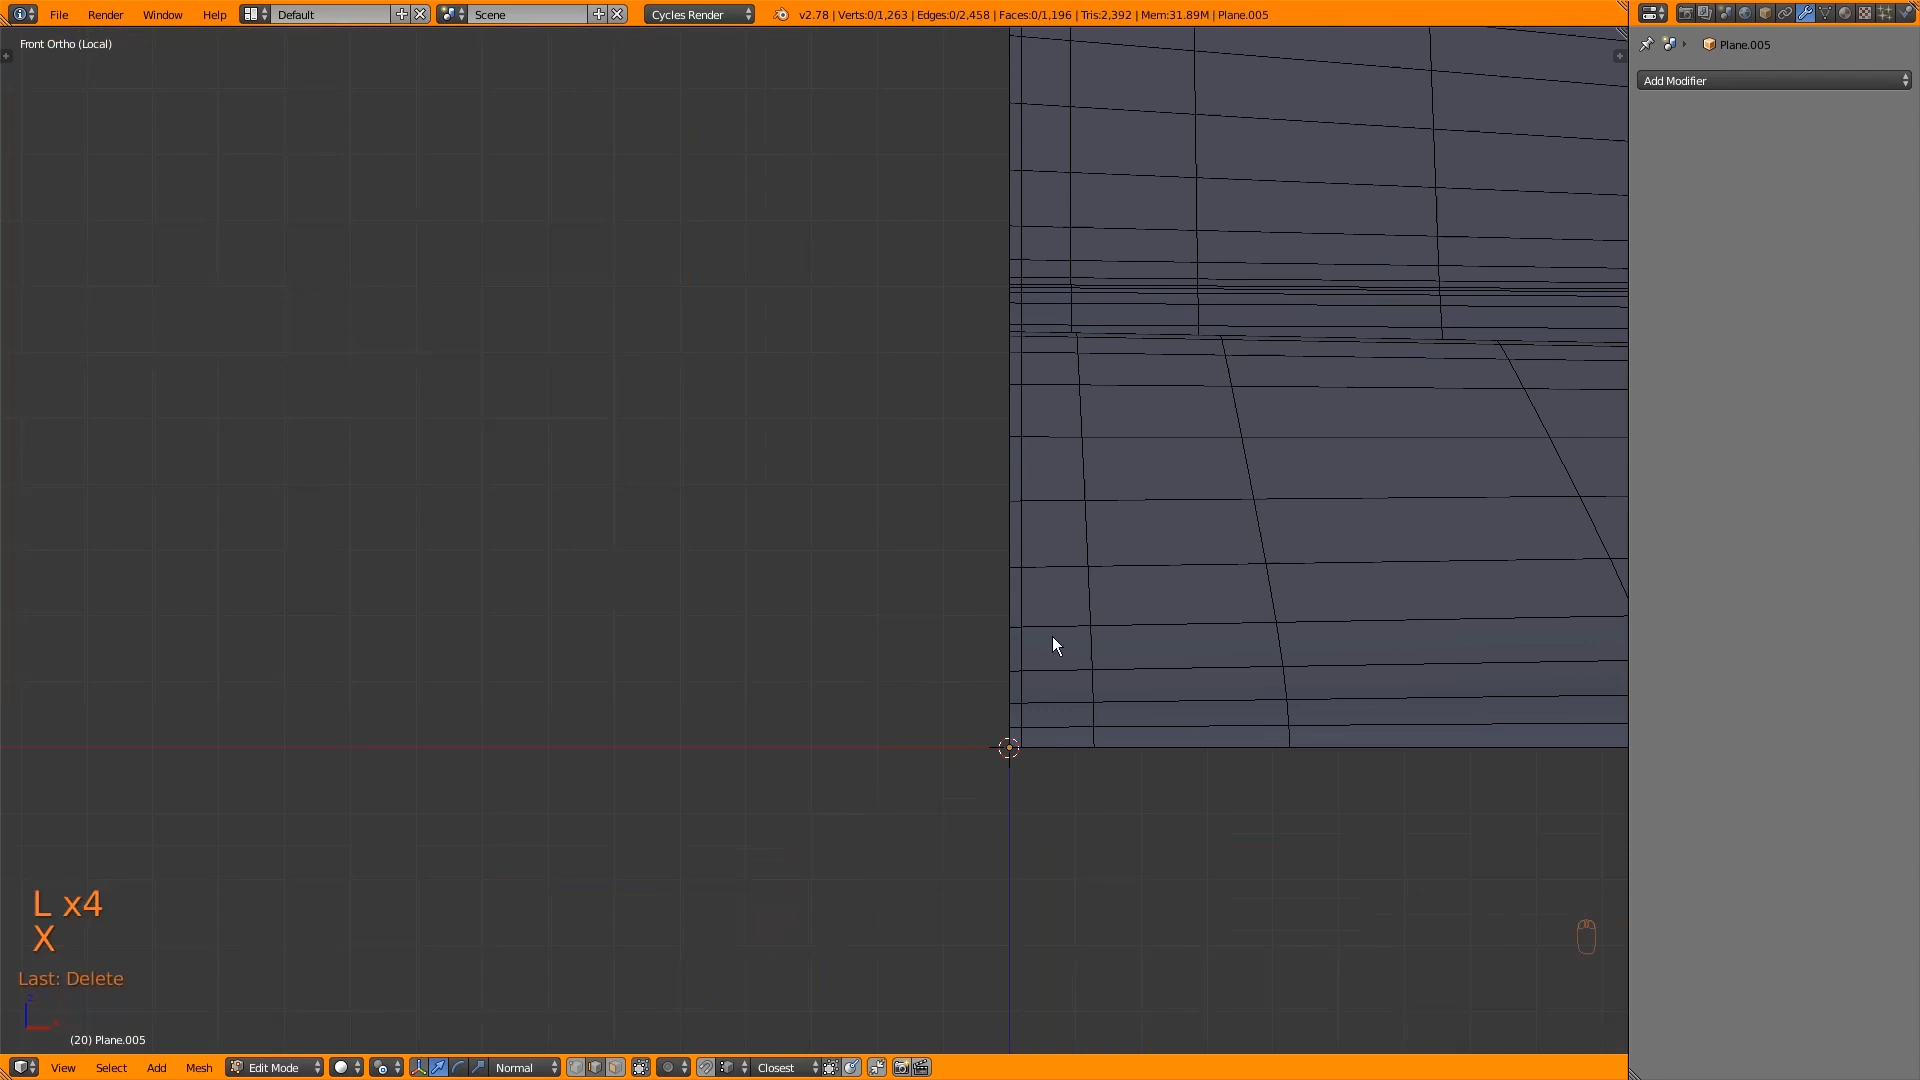 File Render Window Help Default Scene Cycles Render v2.78 | Verts:0/1,263 | Edges:0/2,458 | Faces:0/1,196 | Tris:2,392 | Mem:31.89M | Plane.005
Front Ortho (Local)
Plane.005
Add Modifier
L x4
X
Last: Delete
z
x
(20) Plane.005
View Select Add Mesh Edit Mode Normal Closest